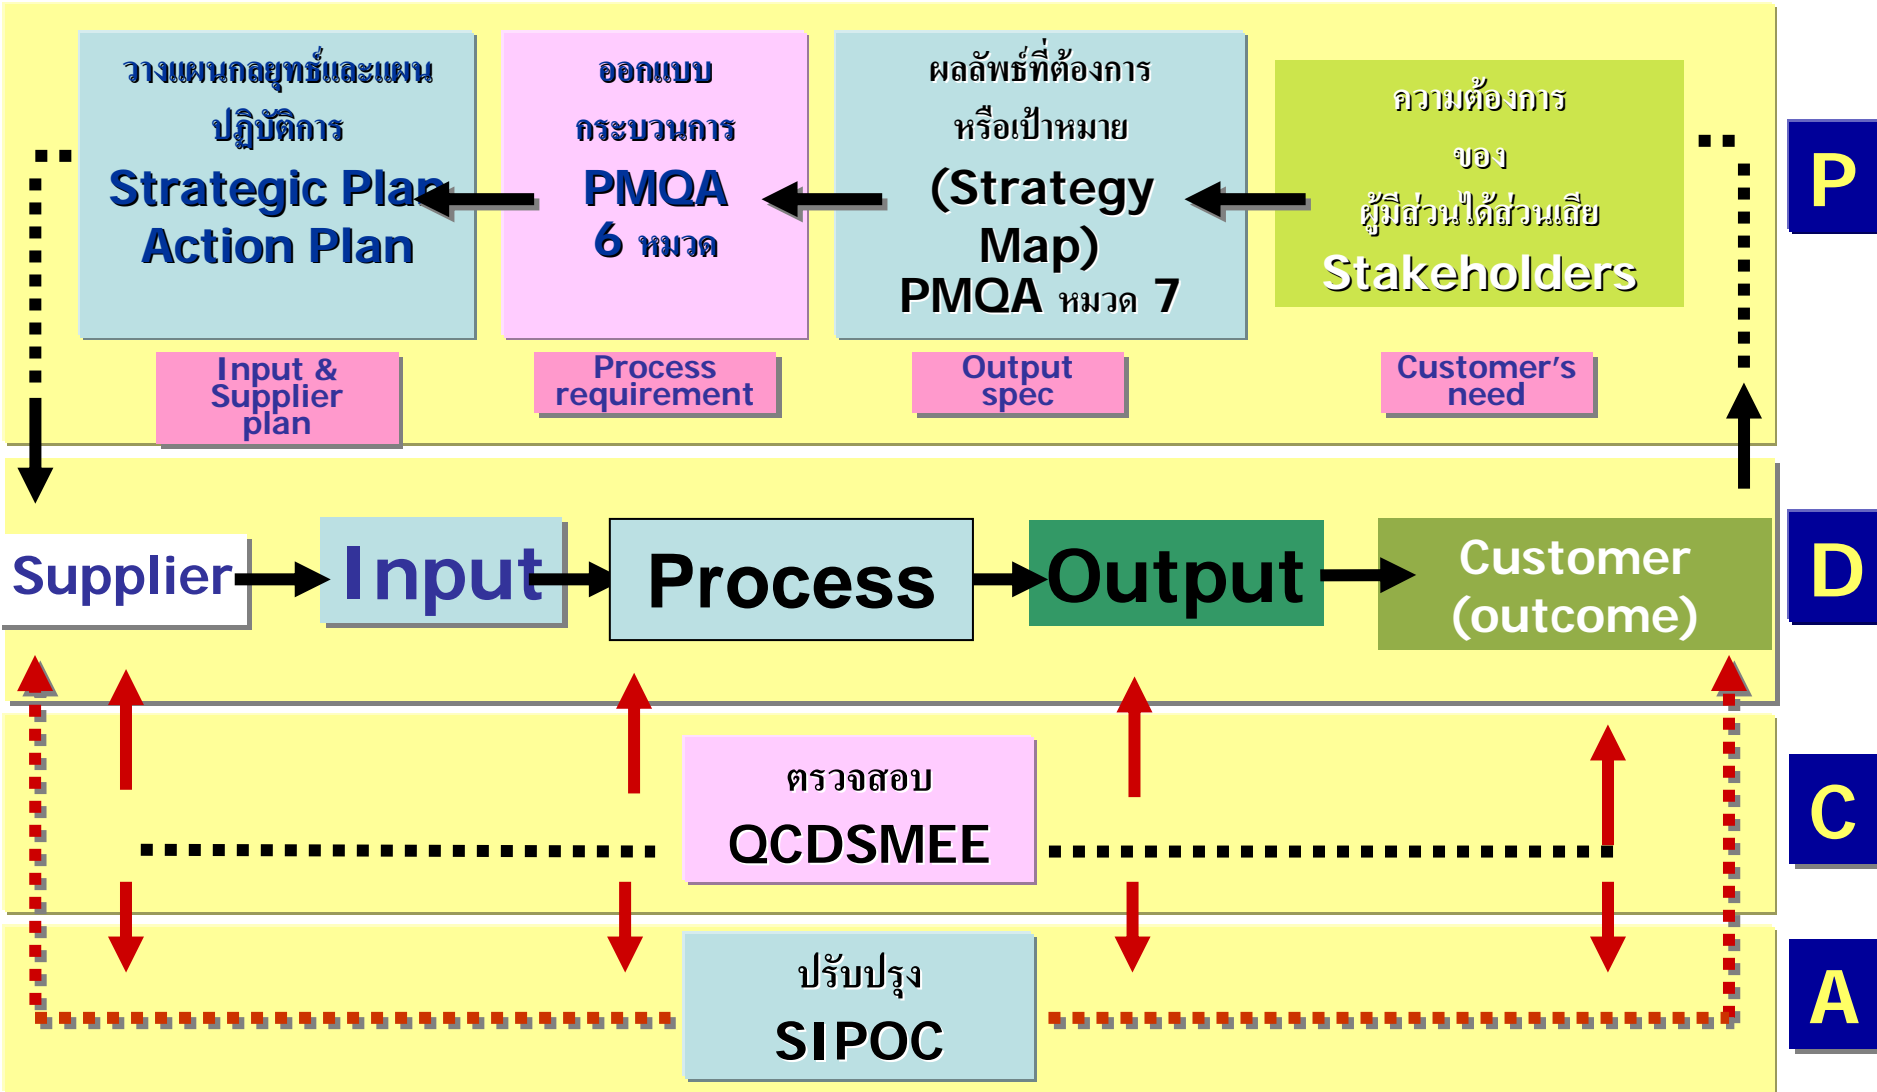 วางแผนกลยุทธ์และแผน
ปฏิบัติการ
Strategic Plan
Action Plan
ออกแบบ
กระบวนการ
PMQA
6 หมวด
ผลลัพธ์ที่ต้องการ
หรือเป้าหมาย
(Strategy
Map)
PMQA หมวด 7
ความต้องการ
ของ
ผู้มีส่วนได้ส่วนเสีย
Stakeholders
P
Input &
Supplier
plan
Process
requirement
Output
spec
Customer's
need
Supplier
Input
Process
Output
Customer
(outcome)
D
ตรวจสอบ
QCDSMEE
C
ปรับปรุง
SIPOC
A